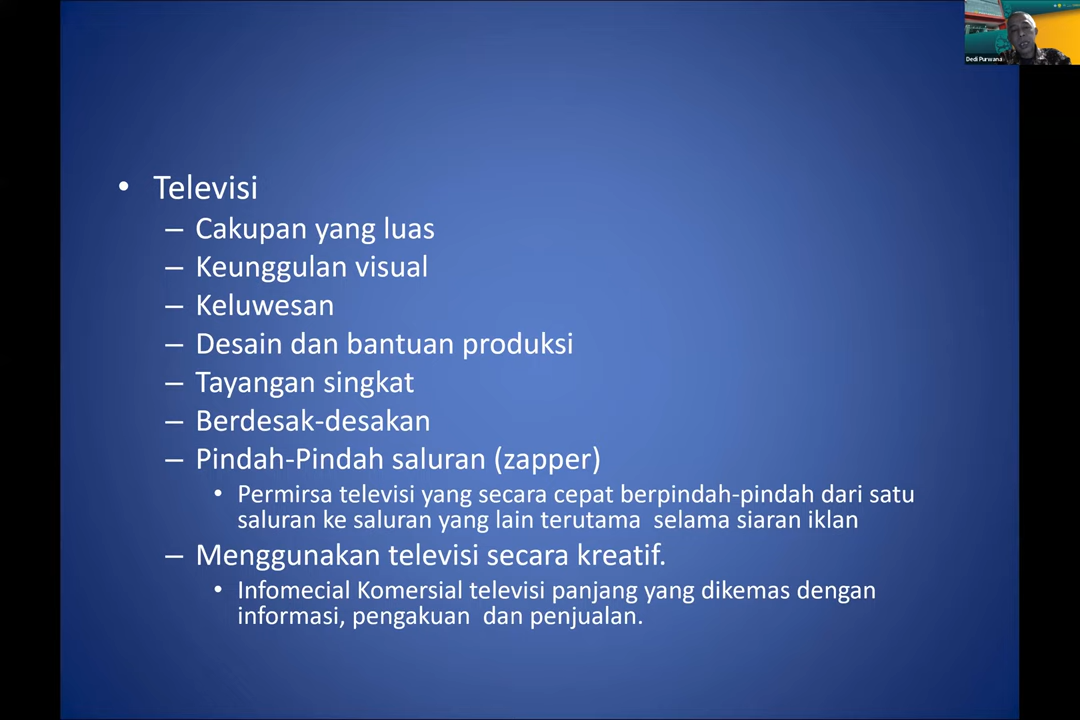 Dedi Purwana
• Televisi
– Cakupan yang luas
– Keunggulan visual
– Keluwesan
– Desain dan bantuan produksi
– Tayangan singkat
– Berdesak-desakan
– Pindah-Pindah saluran (zapper)
• Permirsa televisi yang secara cepat berpindah-pindah dari satu
saluran ke saluran yang lain terutama  selama siaran iklan
– Menggunakan televisi secara kreatif.
• Infomecial Komersial televisi panjang yang dikemas dengan
informasi, pengakuan  dan penjualan.